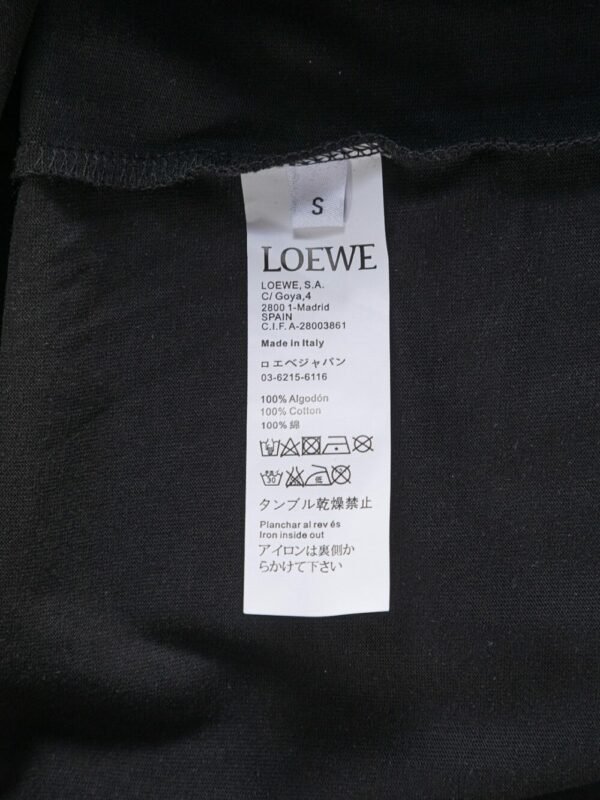 S
LOEWE
LOEWE, S.A.
C/ Goya,4
2800 1-Madrid
SPAIN
C.I.F. A-28003861
Made in Italy
ロエベジャパン
03-6215-6116
100% Algodón
100% Cotton
100% 綿
30 低
タンブル乾燥禁止
Planchar al rev és
Iron inside out
アイロンは裏側か
らかけて下さい